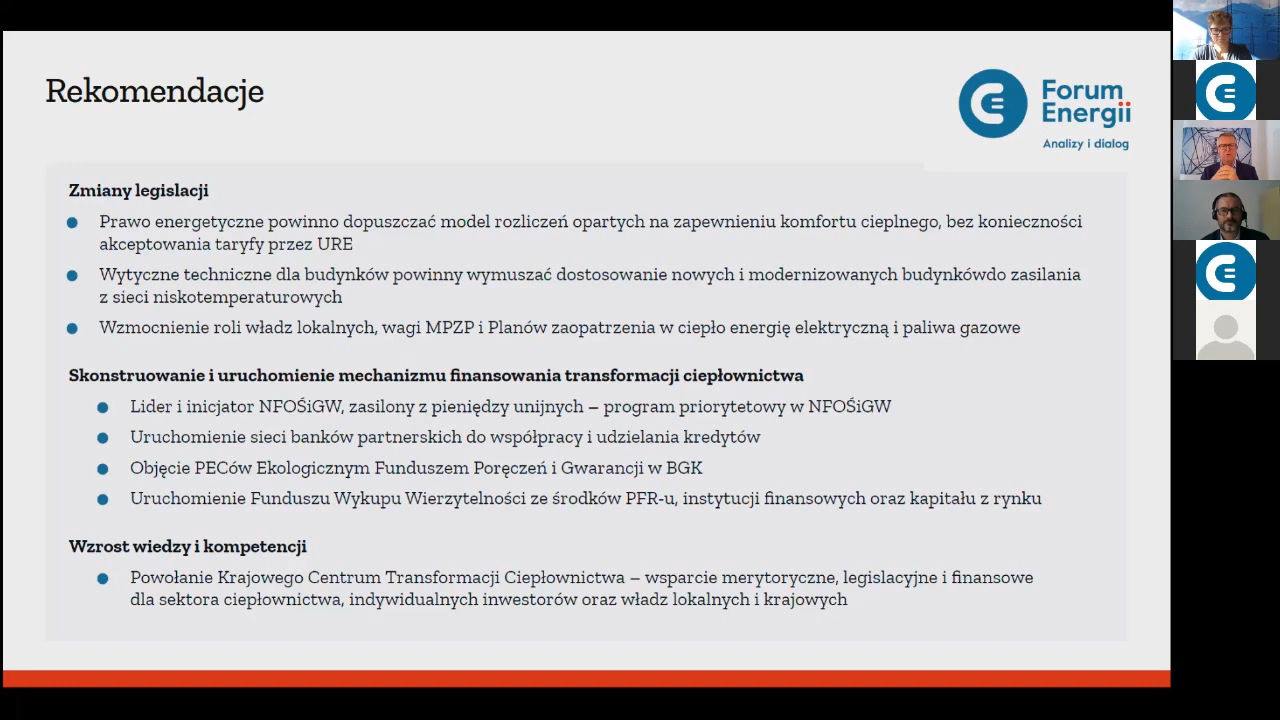 Rekomendacje
Forum
Energii
Analizy i dialog
Zmiany legislacji
Prawo energetyczne powinno dopuszczać model rozliczeń opartych na zapewnieniu komfortu cieplnego, bez konieczności
akceptowania taryfy przez URE
Wytyczne techniczne dla budynków powinny wymuszać dostosowanie nowych i modernizowanych budynkówdo zasilania
z sieci niskotemperaturowych
Wzmocnienie roli władz lokalnych, wagi MPZP i Planów zaopatrzenia w ciepło energię elektryczną i paliwa gazowe
Skonstruowanie i uruchomienie mechanizmu finansowania transformacji ciepłownictwa
Lider i inicjator NFOŚiGW, zasilony z pieniędzy unijnych – program priorytetowy w NFOŚiGW
Uruchomienie sieci banków partnerskich do współpracy i udzielania kredytów
Objęcie PECów Ekologicznym Funduszem Poręczeń i Gwarancji w BGK
Uruchomienie Funduszu Wykupu Wierzytelności ze środków PFR-u, instytucji finansowych oraz kapitału z rynku
Wzrost wiedzy i kompetencji
Powołanie Krajowego Centrum Transformacji Ciepłownictwa – wsparcie merytoryczne, legislacyjne i finansowe
dla sektora ciepłownictwa, indywidualnych inwestorów oraz władz lokalnych i krajowych